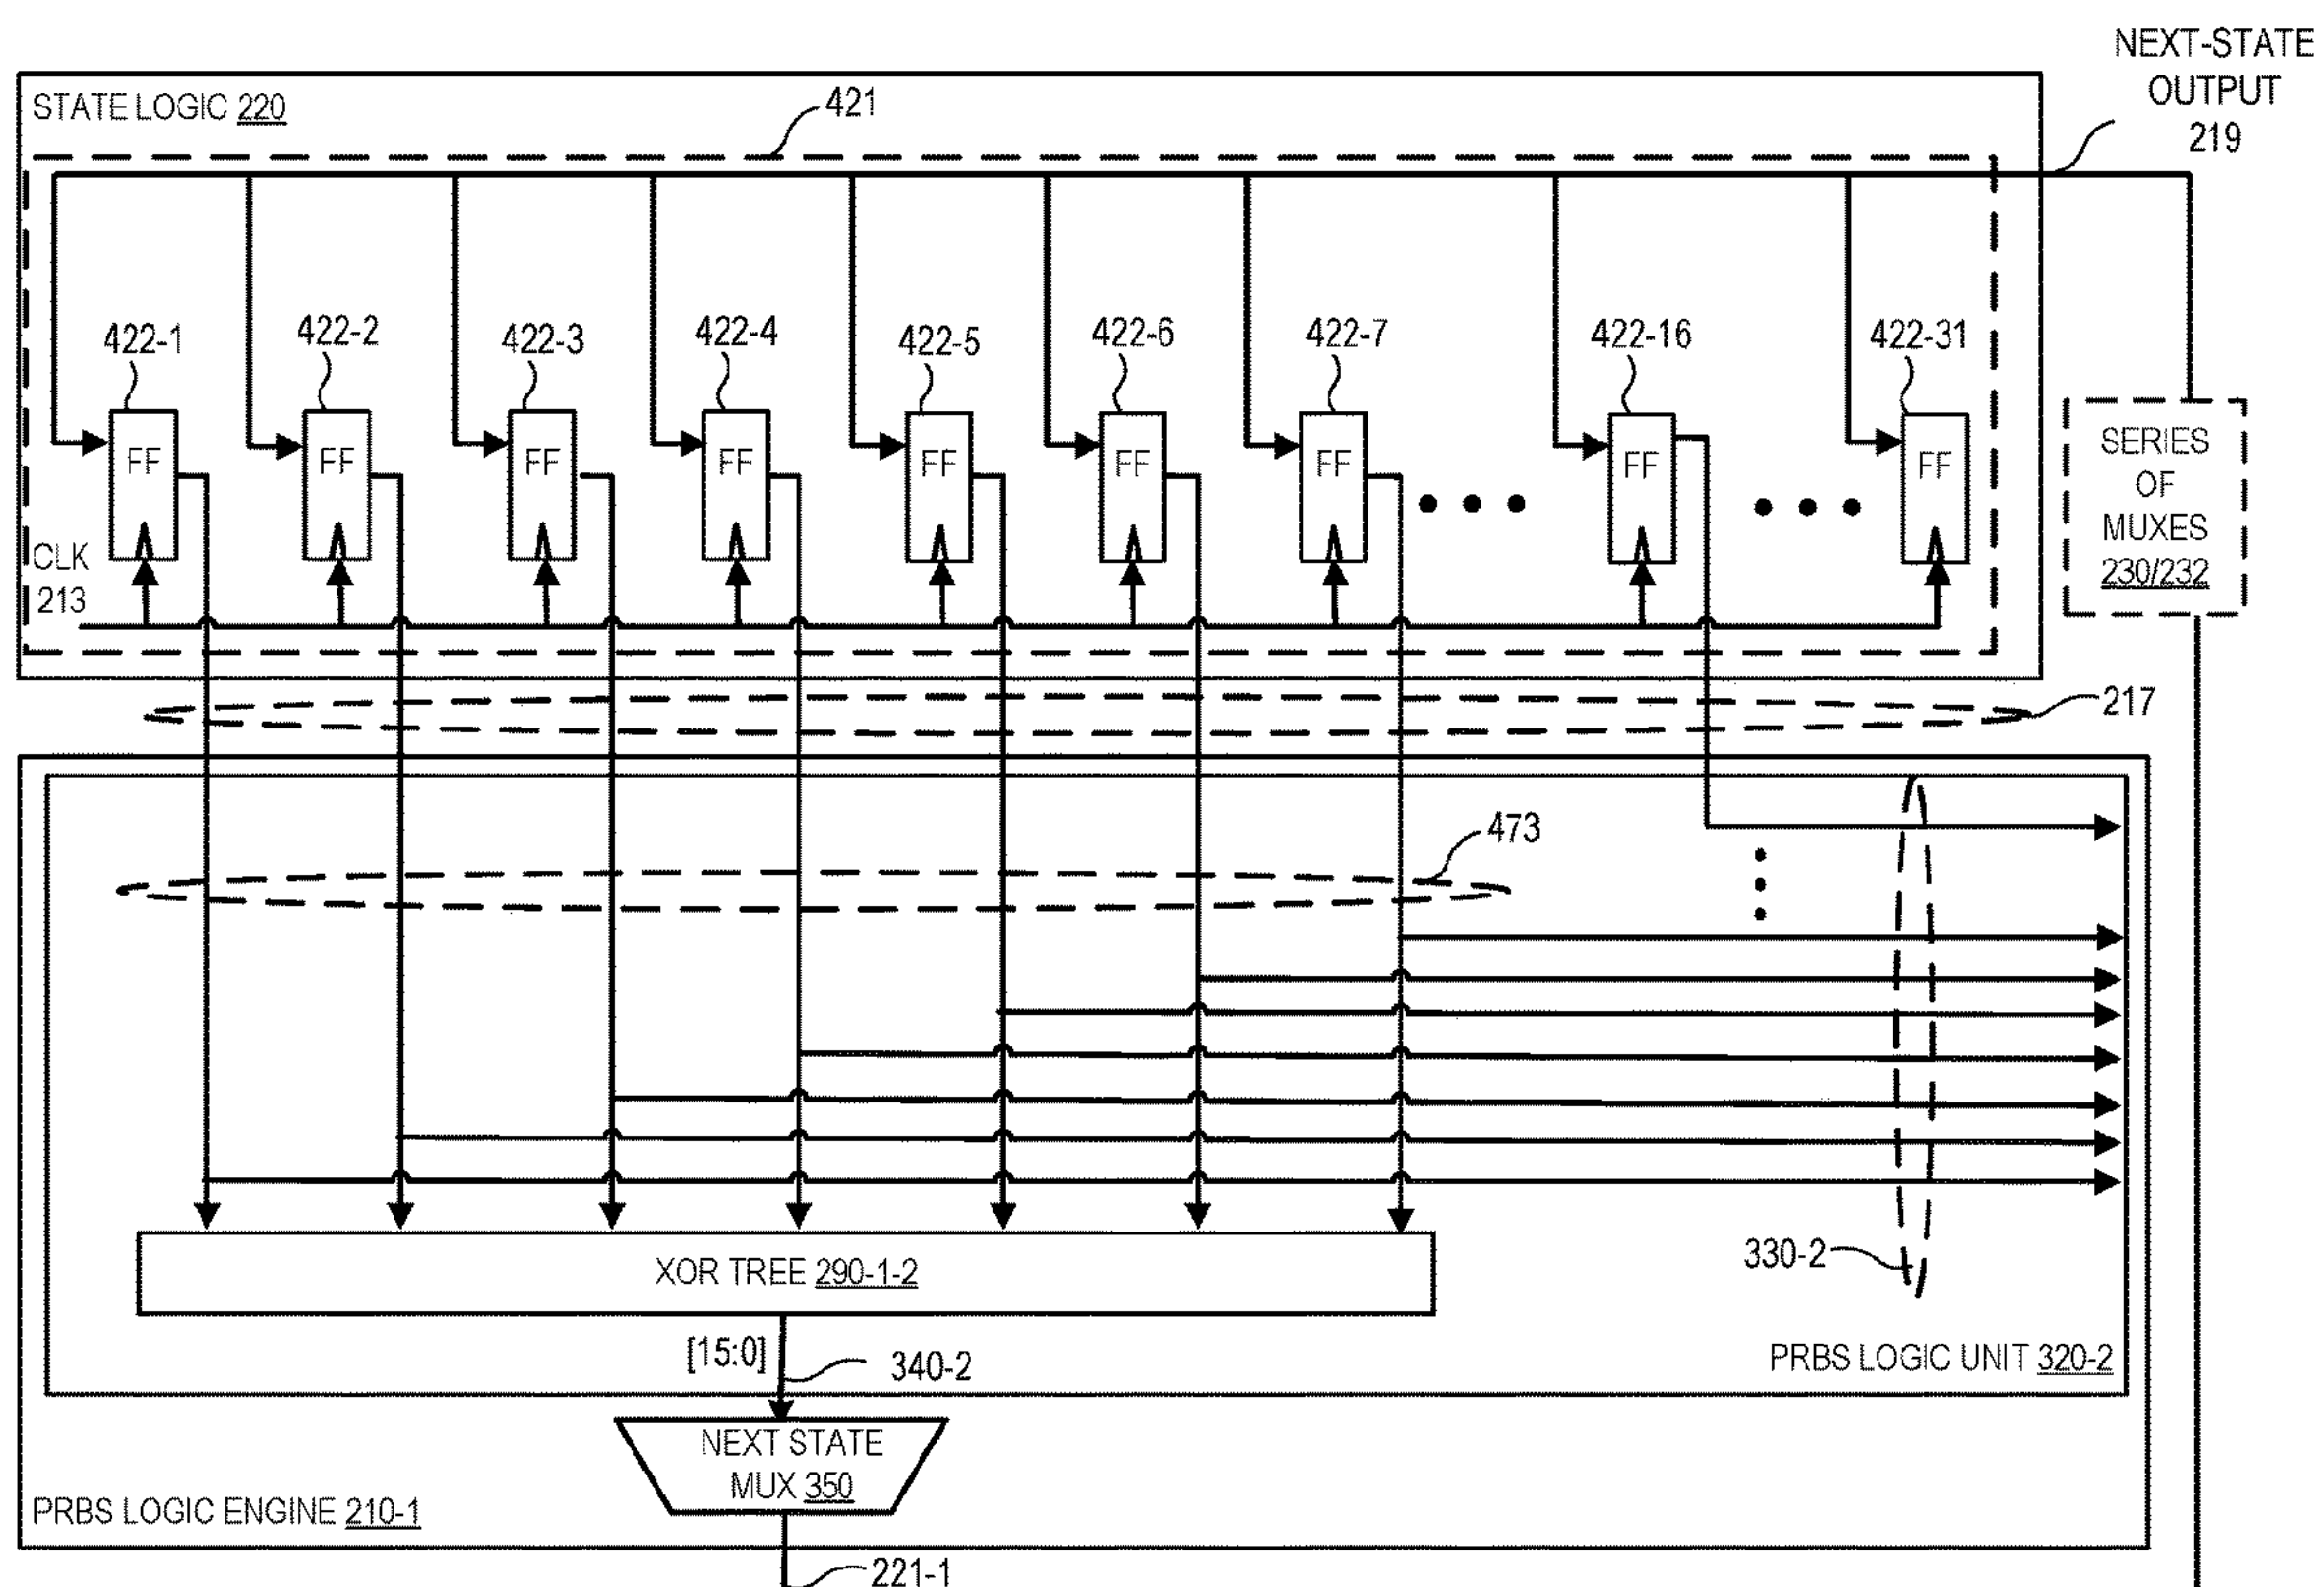 NEXT-STATE
OUTPUT
219
STATE LOGIC 220
421
422-1
422-2
422-3
422-4
422-5
422-6
422-7
422-16
422-31
FF
FF
FF
FF
FF
FF
FF
FF
FF
SERIES
OF
MUXES
230/232
CLK
213
217
473
XOR TREE 290-1-2
330-2
[15:0]
340-2
PRBS LOGIC UNIT 320-2
NEXT STATE
MUX 350
PRBS LOGIC ENGINE 210-1
221-1